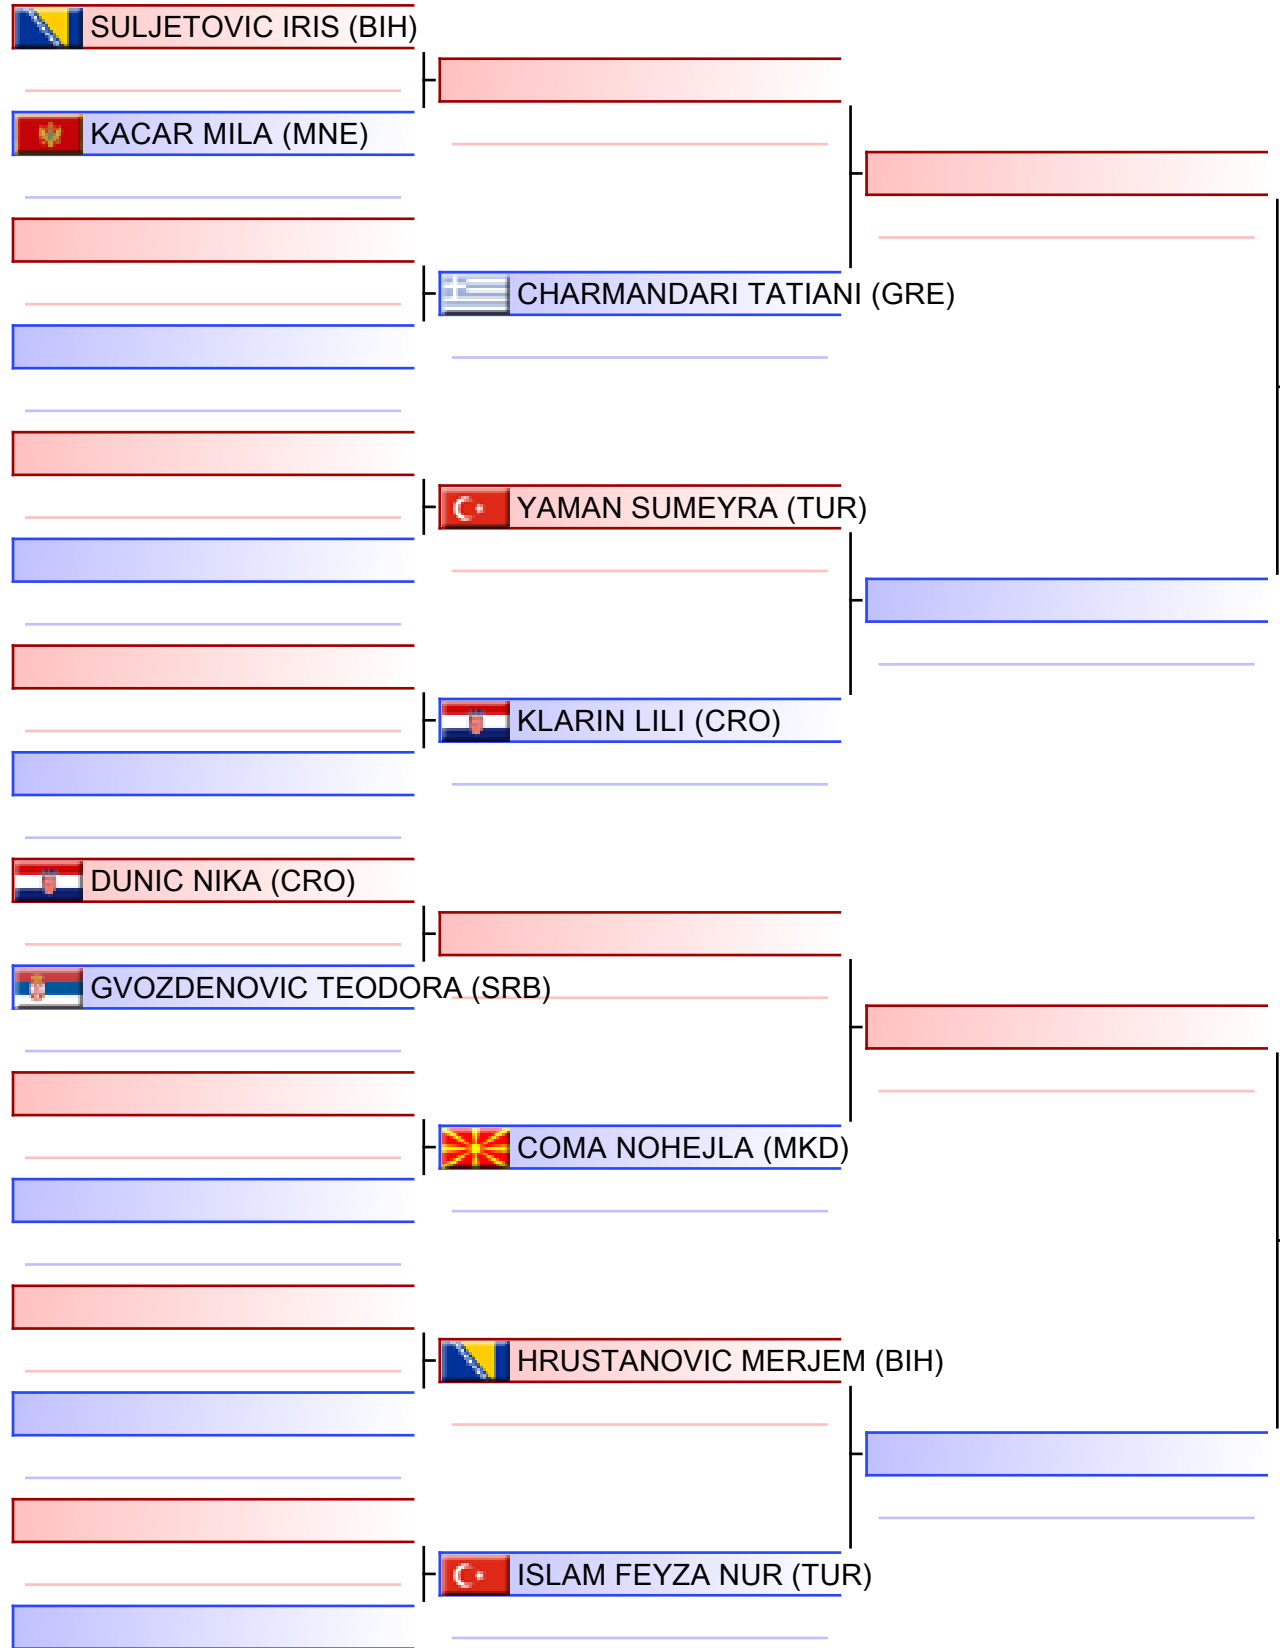 SULJETOVIC IRIS (BIH)
KACAR MILA (MNE)
CHARMANDARI TATIANI (GRE)
YAMAN SUMEYRA (TUR)
KLARIN LILI (CRO)
DUNIC NIKA (CRO)
GVOZDENOVIC TEODORA (SRB)
COMA NOHEJLA (MKD)
HRUSTANOVIC MERJEM (BIH)
ISLAM FEYZA NUR (TUR)